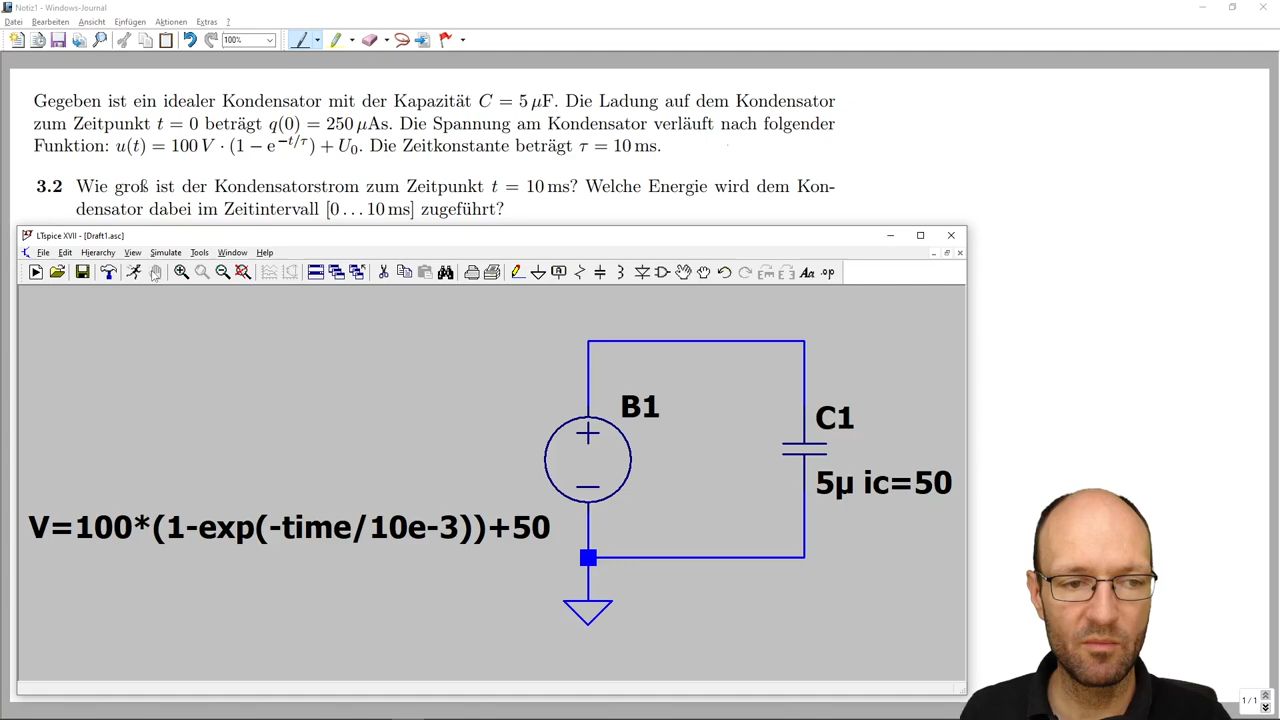 Notiz1 - Windows-Journal
Datei Bearbeiten Ansicht Einfügen Aktionen Extras ?
100%
Gegeben ist ein idealer Kondensator mit der Kapazität C = 5 μF. Die Ladung auf dem Kondensator
zum Zeitpunkt t = 0 beträgt q(0) = 250 μAs. Die Spannung am Kondensator verläuft nach folgender
Funktion: u(t) = 100 V · (1 − e^−t/τ) + U₀. Die Zeitkonstante beträgt τ = 10 ms.
3.2 Wie groß ist der Kondensatorstrom zum Zeitpunkt t = 10 ms? Welche Energie wird dem Kon-
densator dabei im Zeitintervall [0 … 10 ms] zugeführt?
LTspice XVII - [Draft1.asc]
File Edit Hierarchy View Simulate Tools Window Help
Aa .op
B1
C1
5μ ic=50
V=100*(1-exp(-time/10e-3))+50
1/1